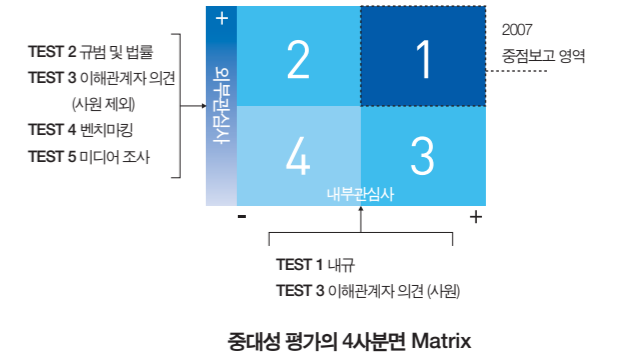 TEST 2 규범 및 법률
TEST 3 이해관계자 의견
(사원 제외)
TEST 4 벤치마킹
TEST 5 미디어 조사
+
외부관심사
2
1
4
3
내부관심사
-
+
2007
중점보고 영역
TEST 1 내규
TEST 3 이해관계자 의견 (사원)
중대성 평가의 4사분면 Matrix